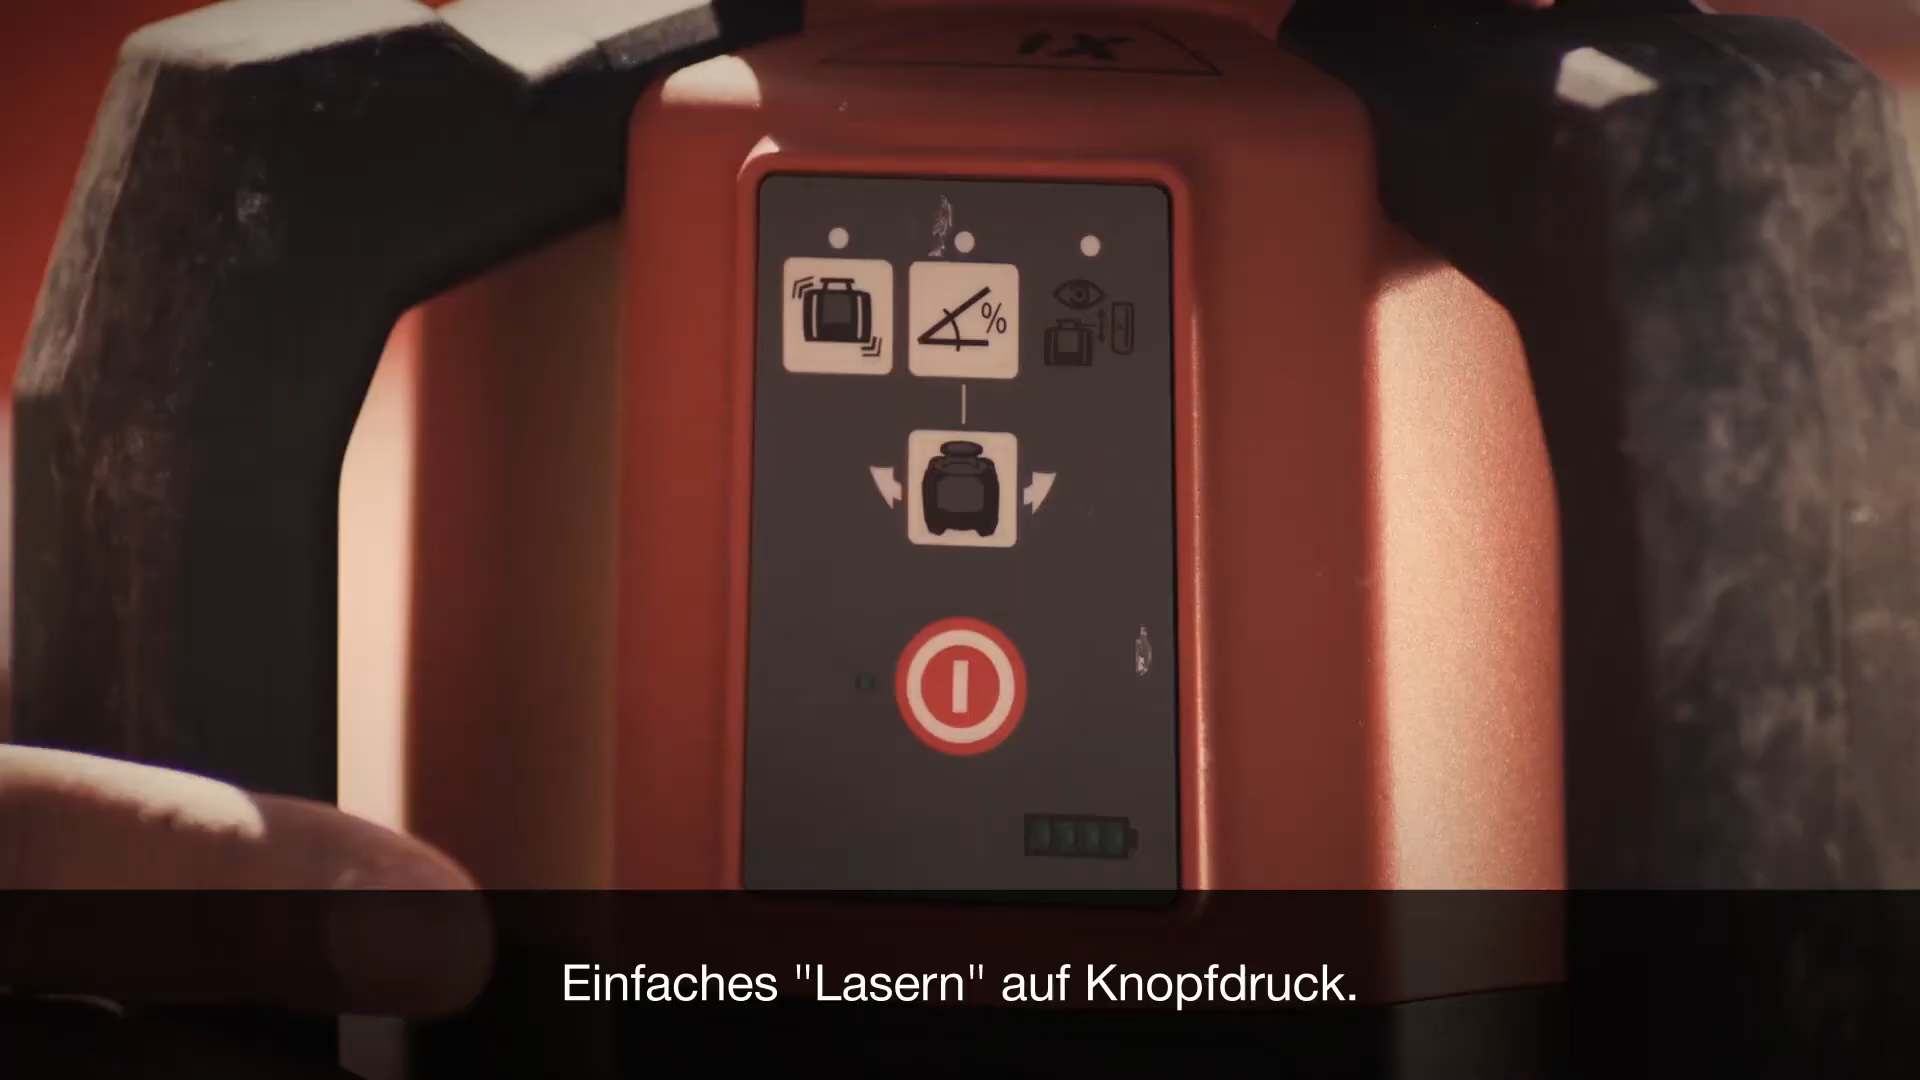 %
Einfaches "Lasern" auf Knopfdruck.